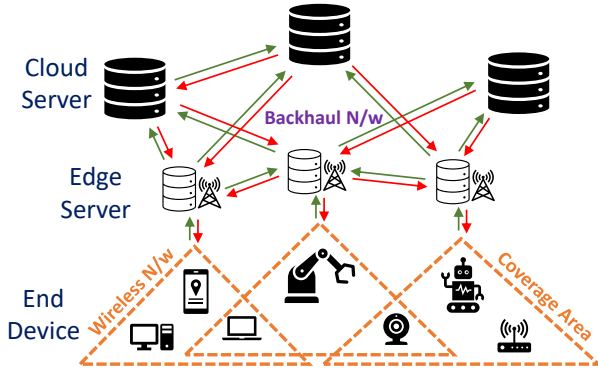 Cloud
Server
Backhaul N/w
Edge
Server
Wireless N/w
Coverage Area
End
Device